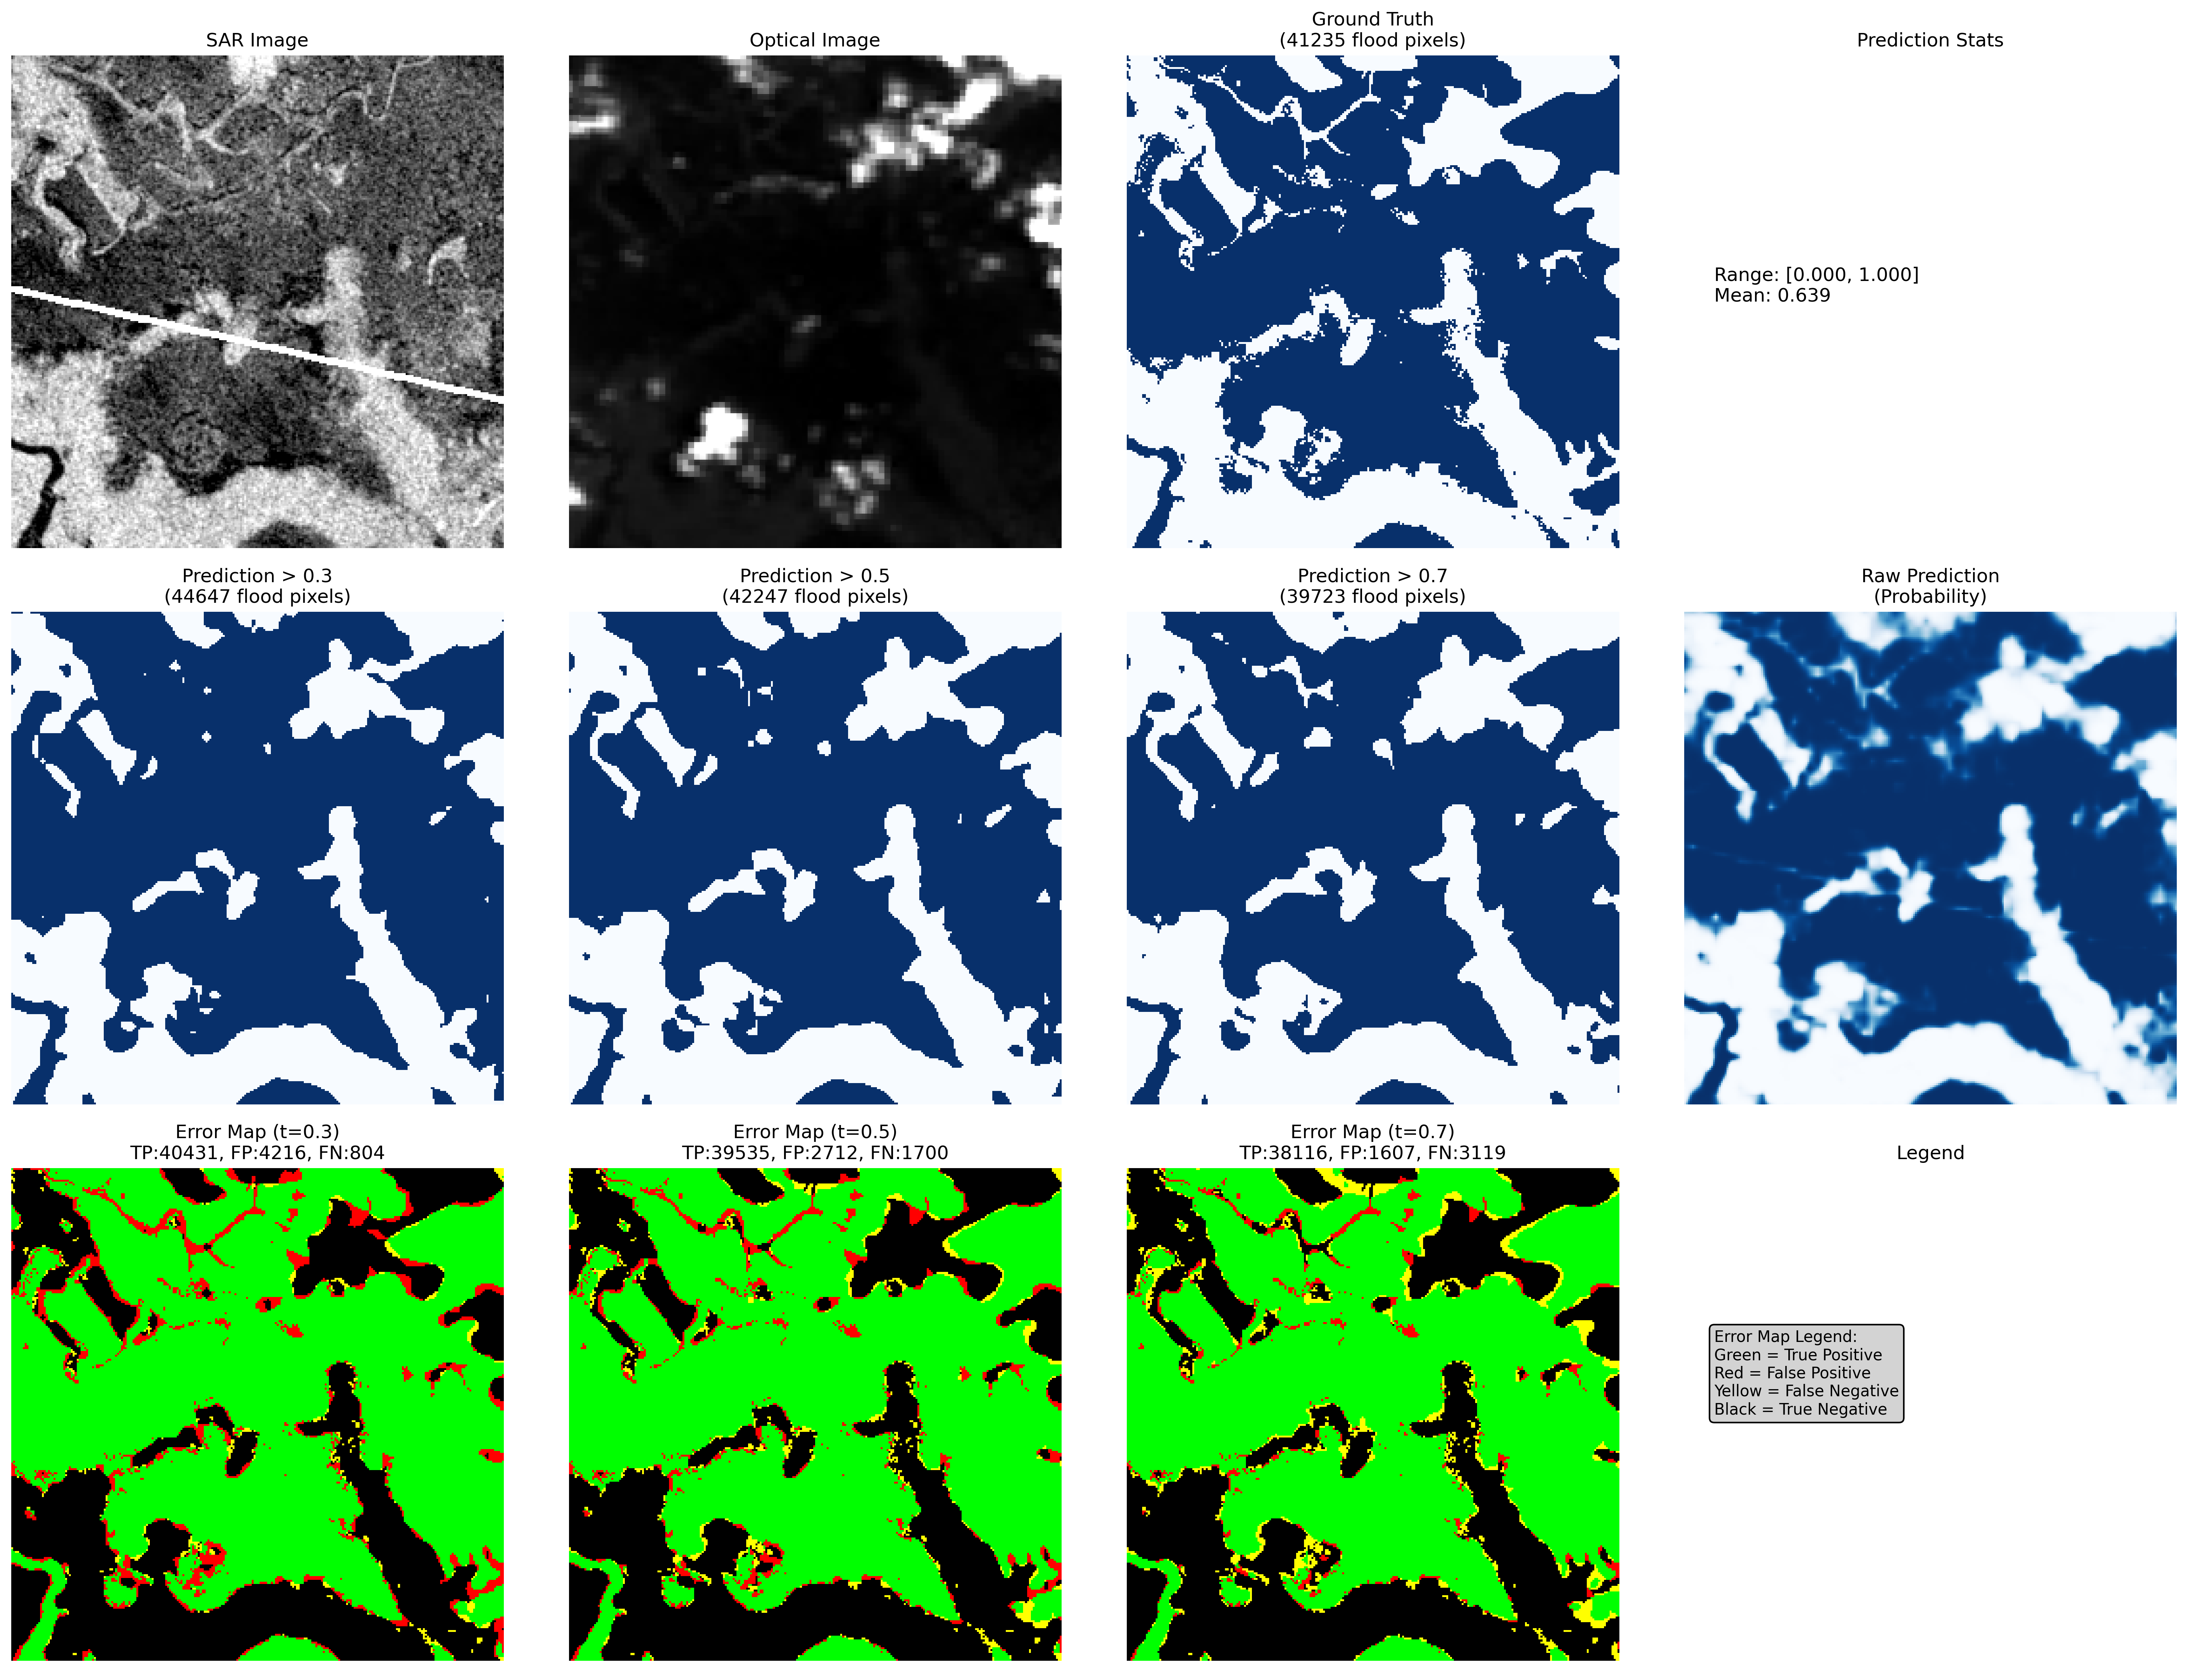 SAR Image
Optical Image
Ground Truth
(41235 flood pixels)
Prediction Stats
Range: [0.000, 1.000]
Mean: 0.639
Prediction > 0.3
(44647 flood pixels)
Prediction > 0.5
(42247 flood pixels)
Prediction > 0.7
(39723 flood pixels)
Raw Prediction
(Probability)
Error Map (t=0.3)
TP:40431, FP:4216, FN:804
Error Map (t=0.5)
TP:39535, FP:2712, FN:1700
Error Map (t=0.7)
TP:38116, FP:1607, FN:3119
Legend
Error Map Legend:
Green = True Positive
Red = False Positive
Yellow = False Negative
Black = True Negative